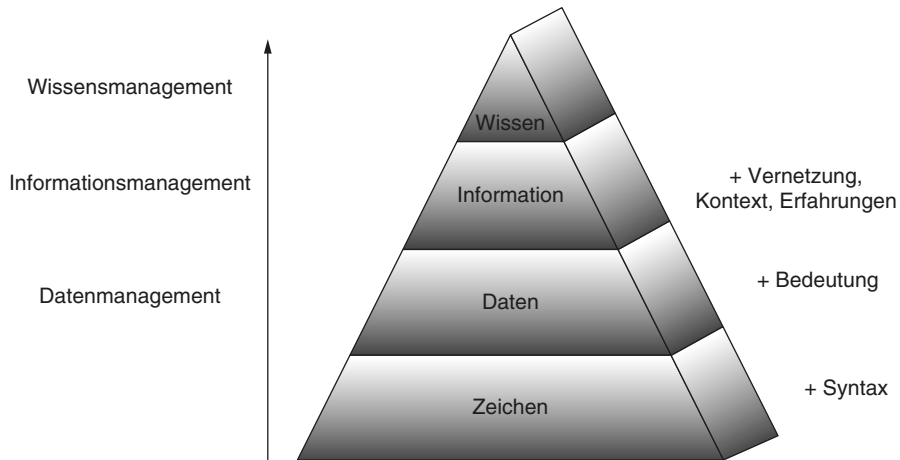 Wissensmanagement
Wissen
Informationsmanagement
Information
+ Vernetzung,
Kontext, Erfahrungen
Datenmanagement
Daten
+ Bedeutung
Zeichen
+ Syntax